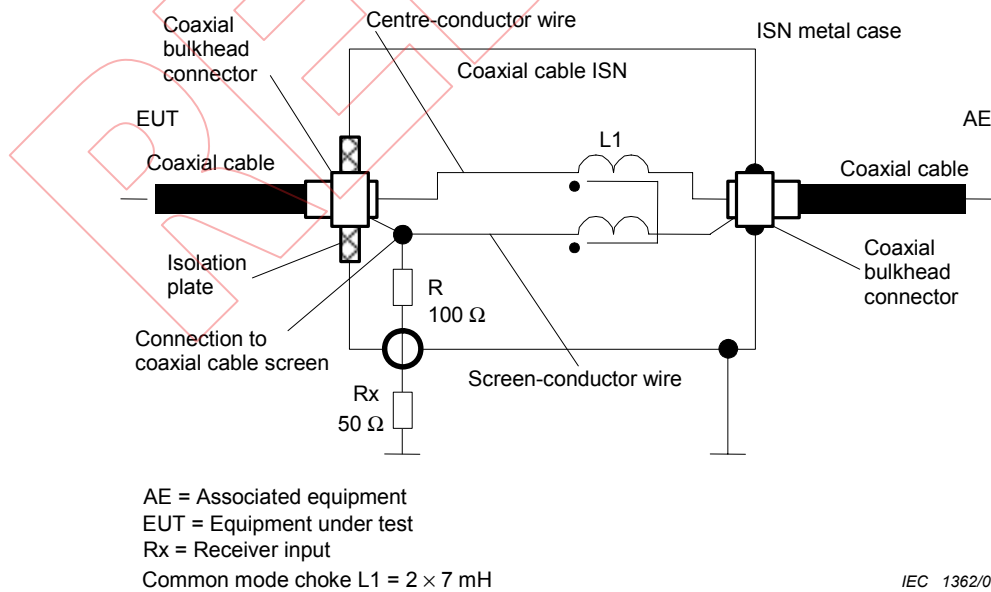 Coaxial
bulkhead
connector
Centre-conductor wire
ISN metal case
Coaxial cable ISN
EUT
AE
L1
Coaxial cable
Coaxial cable
Isolation
plate
Coaxial
bulkhead
connector
R
100 Ω
Connection to
coaxial cable screen
Screen-conductor wire
Rx
50 Ω
AE = Associated equipment
EUT = Equipment under test
Rx = Receiver input
Common mode choke L1 = 2 × 7 mH
IEC 1362/0